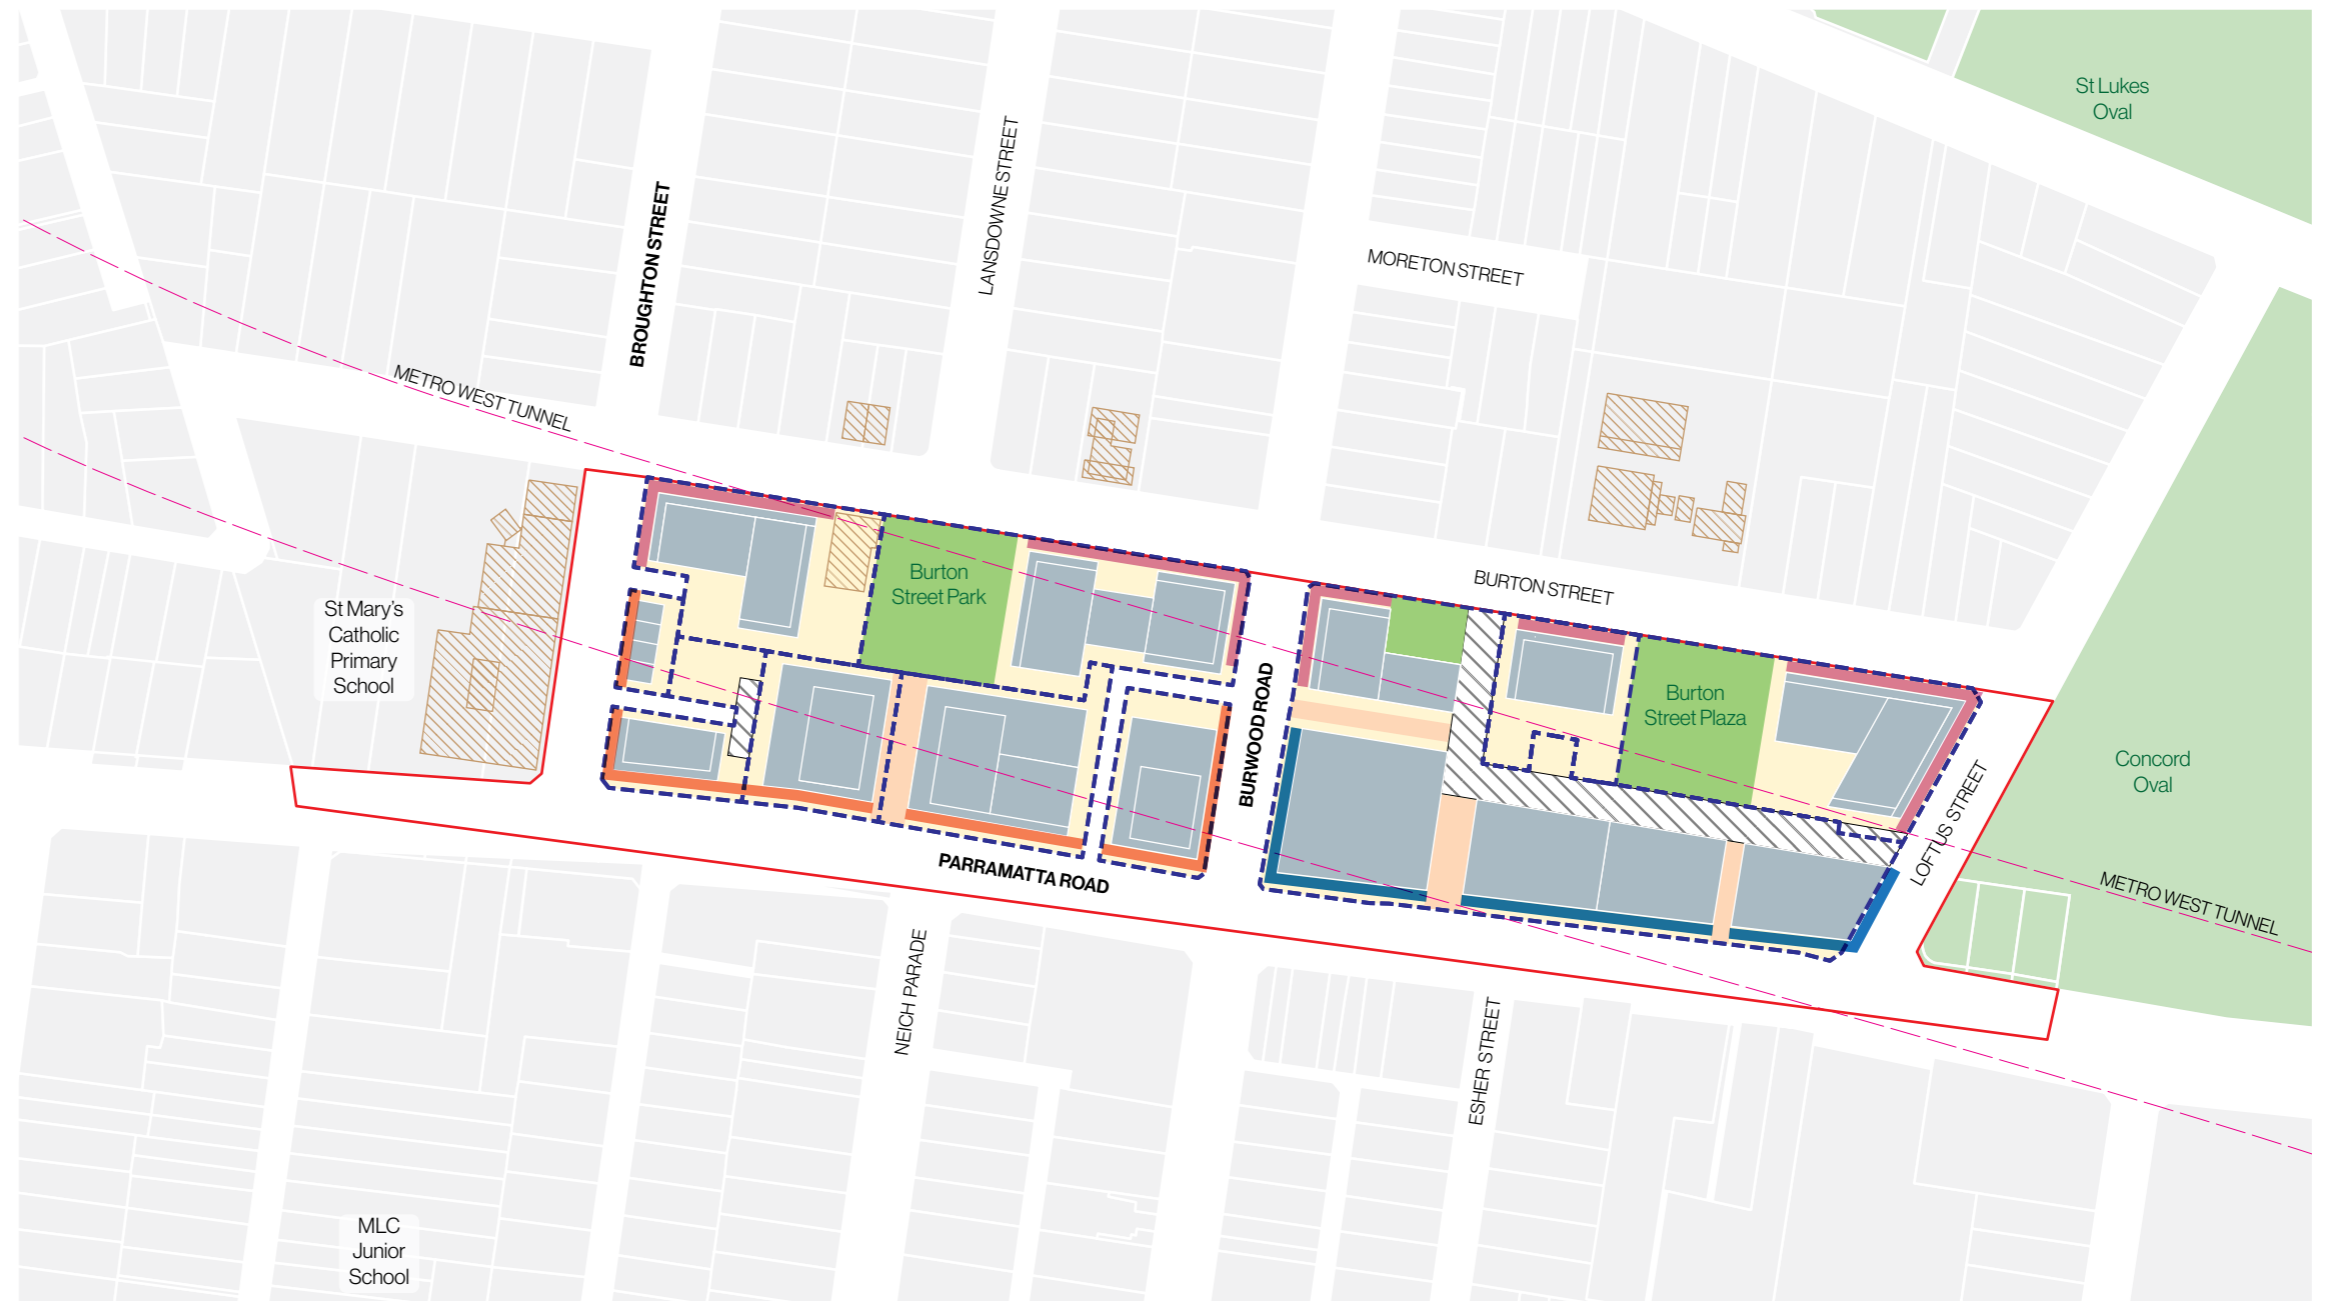 St Lukes
Oval
BROUGHTON STREET
LANSDOWNE STREET
MORETON STREET
METRO WEST TUNNEL
BURTON STREET
Burton
Street Park
St Mary's
Catholic
Primary
School
BURWOOD ROAD
Burton
Street Plaza
Concord
Oval
LOFTUS STREET
PARRAMATTA ROAD
METRO WEST TUNNEL
NEICH PARADE
ESHER STREET
MLC
Junior
School